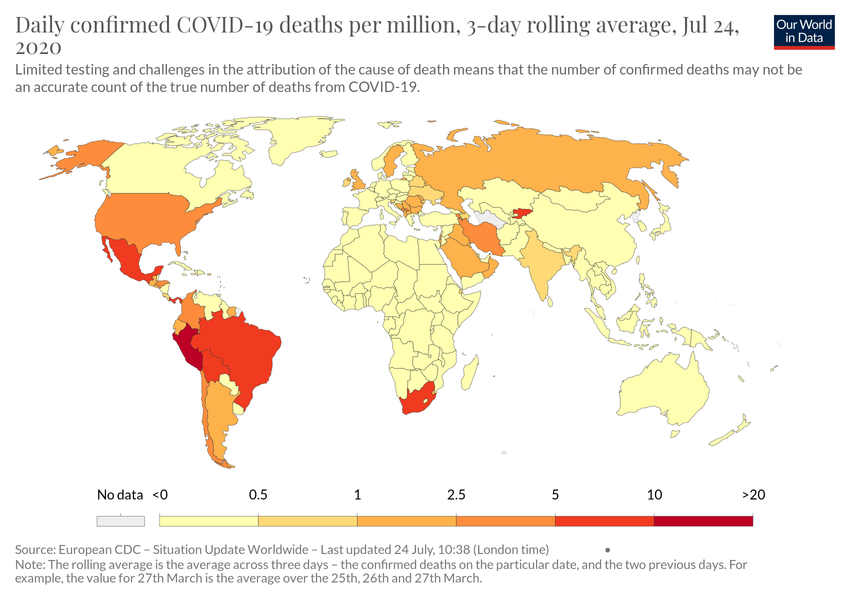 Daily confirmed COVID-19 deaths per million, 3-day rolling average, Jul 24,
2020
Our World
in Data
Limited testing and challenges in the attribution of the cause of death means that the number of confirmed deaths may not be
an accurate count of the true number of deaths from COVID-19.
No data <0 0.5 1 2.5 5 10 >20
Source: European CDC – Situation Update Worldwide – Last updated 24 July, 10:38 (London time)
Note: The rolling average is the average across three days – the confirmed deaths on the particular date, and the two previous days. For
example, the value for 27th March is the average over the 25th, 26th and 27th March.